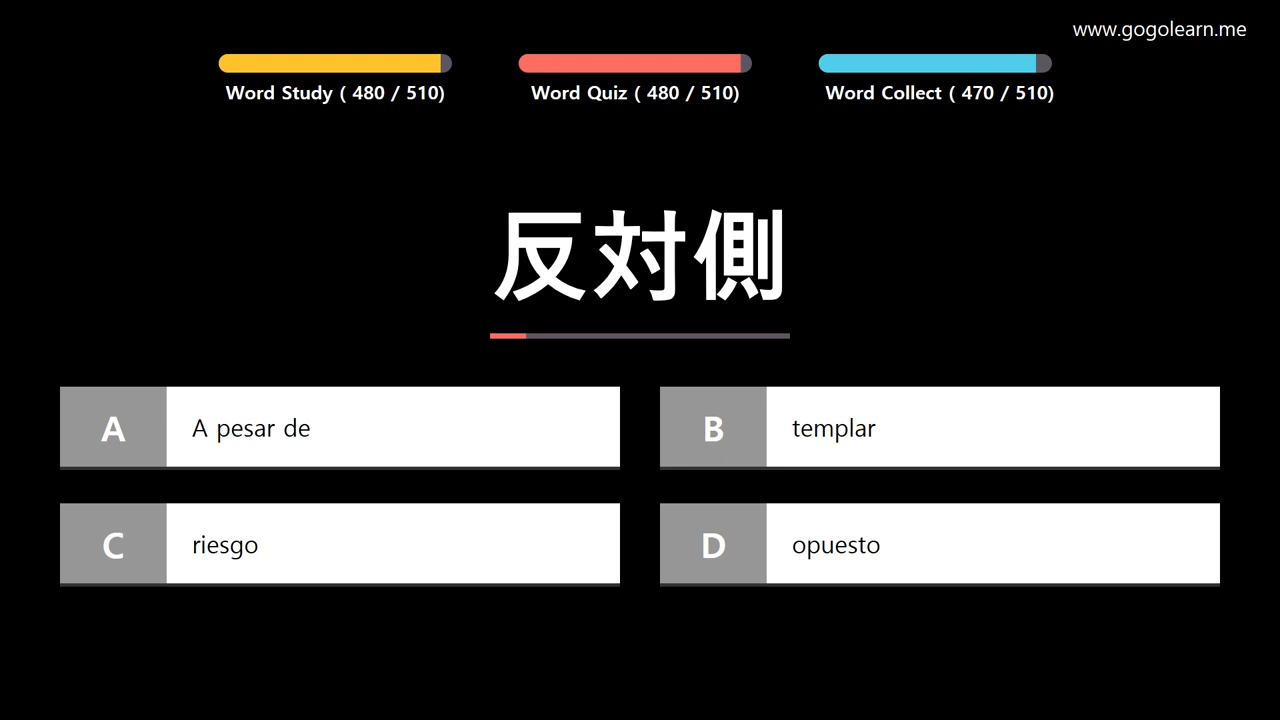 www.gogolearn.me
Word Study ( 480 / 510)
Word Quiz ( 480 / 510)
Word Collect ( 470 / 510)
反対側
A
A pesar de
B
templar
C
riesgo
D
opuesto